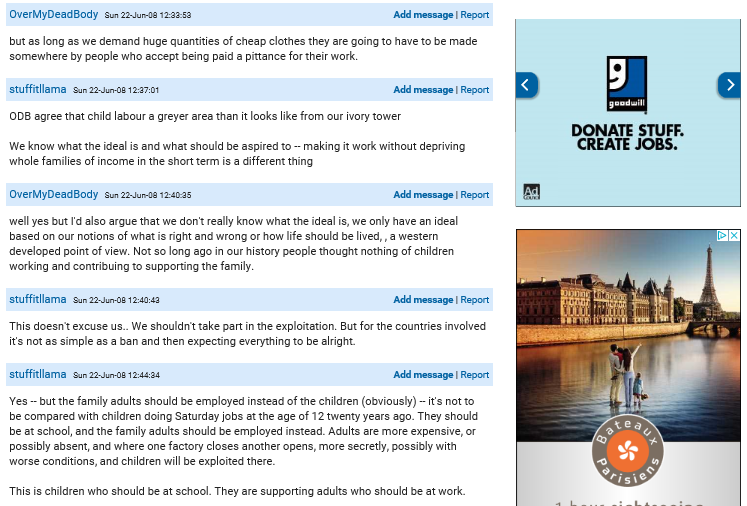 OverMyDeadBody Sun 22-Jun-08 12:33:53 Add message | Report
but as long as we demand huge quantities of cheap clothes they are going to have to be made
somewhere by people who accept being paid a pittance for their work.
stuffitllama Sun 22-Jun-08 12:37:01 Add message | Report
ODB agree that child labour a greyer area than it looks like from our ivory tower
We know what the ideal is and what should be aspired to -- making it work without depriving
whole families of income in the short term is a different thing
OverMyDeadBody Sun 22-Jun-08 12:40:35 Add message | Report
well yes but I'd also argue that we don't really know what the ideal is, we only have an ideal
based on our notions of what is right and wrong or how life should be lived, , a western
developed point of view. Not so long ago in our history people thought nothing of children
working and contribuing to supporting the family.
stuffitllama Sun 22-Jun-08 12:40:43 Add message | Report
This doesn't excuse us.. We shouldn't take part in the exploitation. But for the countries involved
it's not as simple as a ban and then expecting everything to be alright.
stuffitllama Sun 22-Jun-08 12:44:34 Add message | Report
Yes -- but the family adults should be employed instead of the children (obviously) -- it's not to
be compared with children doing Saturday jobs at the age of 12 twenty years ago. They should
be at school, and the family adults should be employed instead. Adults are more expensive, or
possibly absent, and where one factory closes another opens, more secretly, possibly with
worse conditions, and children will be exploited there.
This is children who should be at school. They are supporting adults who should be at work.
goodwill
DONATE STUFF.
CREATE JOBS.
Ad
Bateaux
Parisiens